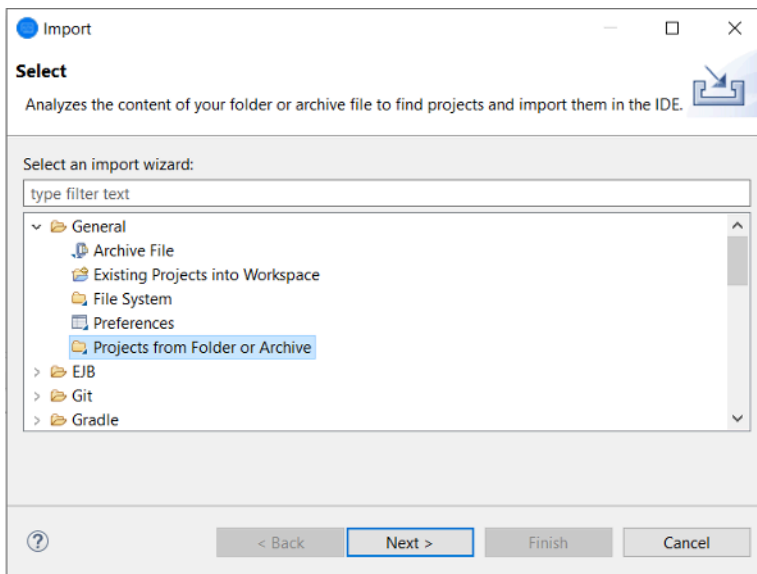 Import
Select
Analyzes the content of your folder or archive file to find projects and import them in the IDE.
Select an import wizard:
type filter text
General
Archive File
Existing Projects into Workspace
File System
Preferences
Projects from Folder or Archive
EJB
Git
Gradle
< Back Next > Finish Cancel